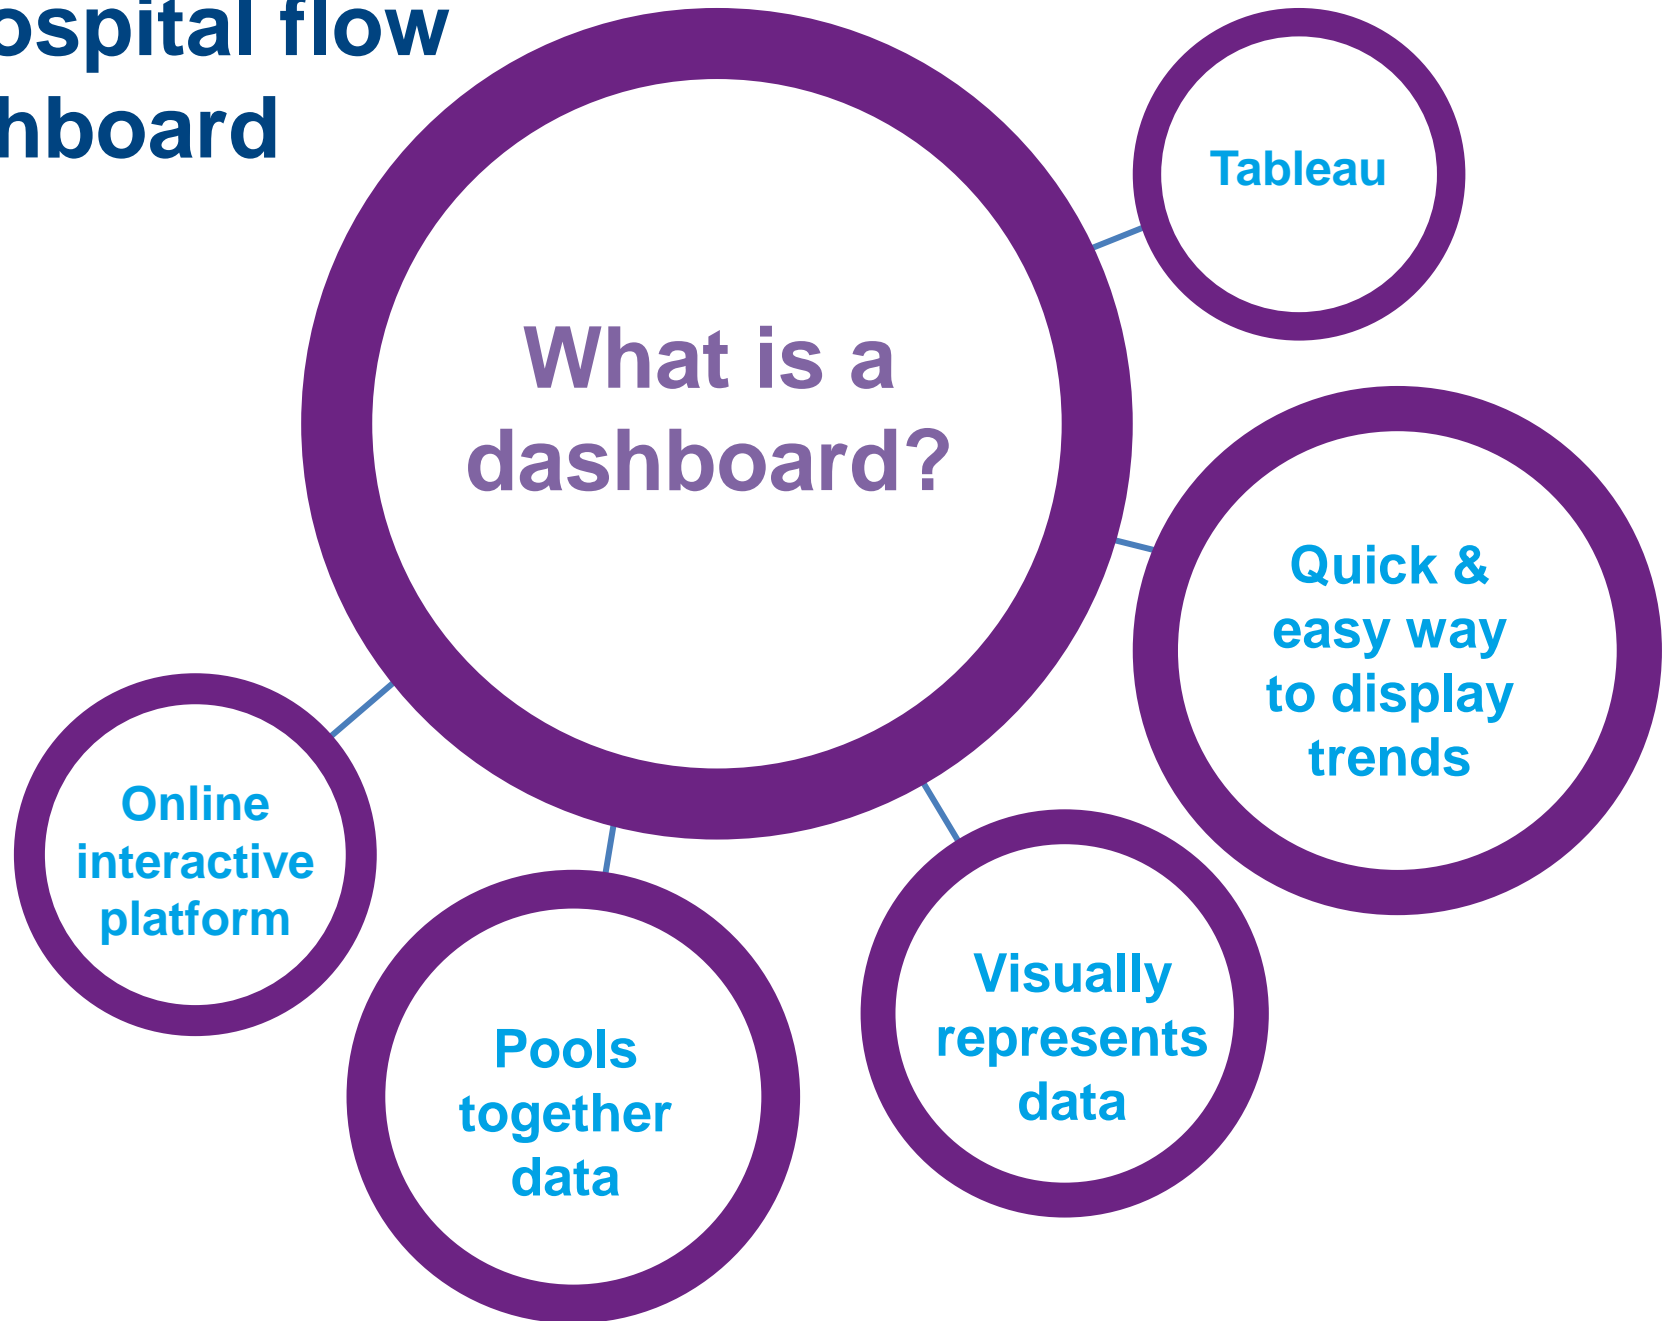 ospital flow
hboard
What is a
dashboard?
Tableau
Quick &
easy way
to display
trends
Visually
represents
data
Pools
together
data
Online
interactive
platform